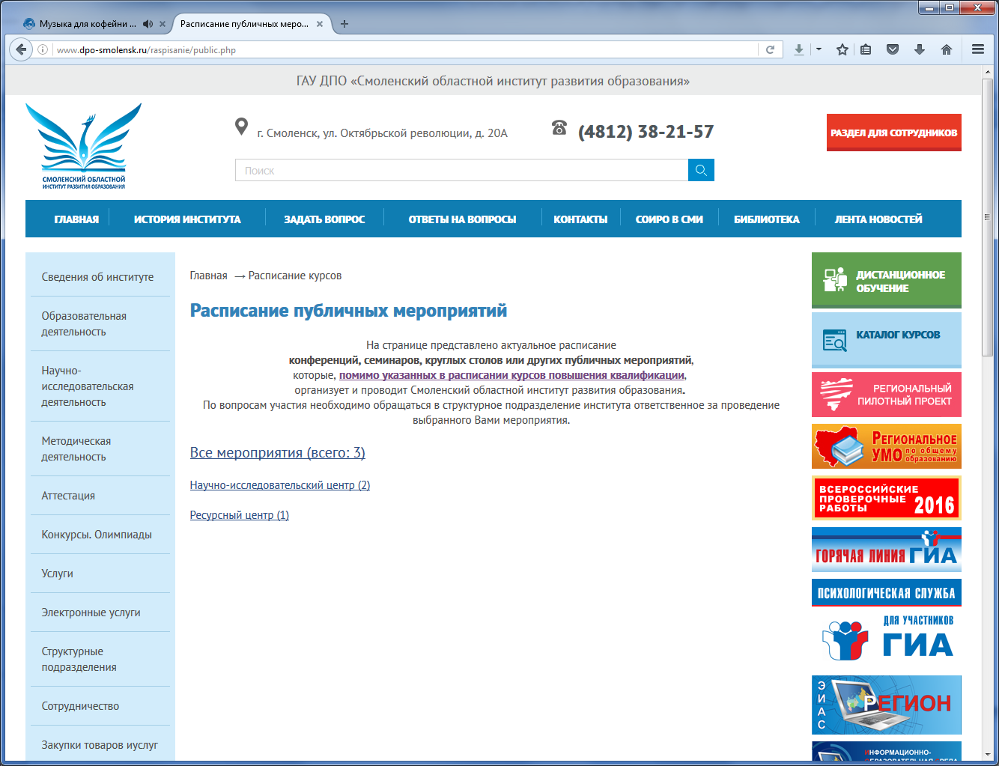 Музыка для кофейни ...
Расписание публичных меро...
www.dpo-smolensk.ru/raspisanie/public.php
ГАУ ДПО «Смоленский областной институт развития образования»
СМОЛЕНСКИЙ ОБЛАСТНОЙ
ИНСТИТУТ РАЗВИТИЯ ОБРАЗОВАНИЯ
г. Смоленск, ул. Октябрьской революции, д. 20А
(4812) 38-21-57
РАЗДЕЛ ДЛЯ СОТРУДНИКОВ
Поиск
ГЛАВНАЯ
ИСТОРИЯ ИНСТИТУТА
ЗАДАТЬ ВОПРОС
ОТВЕТЫ НА ВОПРОСЫ
КОНТАКТЫ
СОИРО В СМИ
БИБЛИОТЕКА
ЛЕНТА НОВОСТЕЙ
Сведения об институте
Образовательная
деятельность
Научно-
исследовательская
деятельность
Методическая
деятельность
Аттестация
Конкурсы. Олимпиады
Услуги
Электронные услуги
Структурные
подразделения
Сотрудничество
Закупки товаров иуслуг
Главная → Расписание курсов
Расписание публичных мероприятий
На странице представлено актуальное расписание
конференций, семинаров, круглых столов или других публичных мероприятий,
которые, помимо указанных в расписании курсов повышения квалификации,
организует и проводит Смоленский областной институт развития образования.
По вопросам участия необходимо обращаться в структурное подразделение института ответственное за проведение
выбранного Вами мероприятия.
Все мероприятия (всего: 3)
Научно-исследовательский центр (2)
Ресурсный центр (1)
ДИСТАНЦИОННОЕ
ОБУЧЕНИЕ
КАТАЛОГ КУРСОВ
РЕГИОНАЛЬНЫЙ
ПИЛОТНЫЙ ПРОЕКТ
РЕГИОНАЛЬНОЕ
УМО по общему
образованию
ВСЕРОССИЙСКИЕ
ПРОВЕРОЧНЫЕ
РАБОТЫ 2016
ГОРЯЧАЯ ЛИНИЯ ГИА
ПСИХОЛОГИЧЕСКАЯ СЛУЖБА
ДЛЯ УЧАСТНИКОВ
ГИА
ЭИАС
РЕГИОН
ИНФОРМАЦИОННО-
ОБРАЗОВАТЕЛЬНАЯ СРЕДА